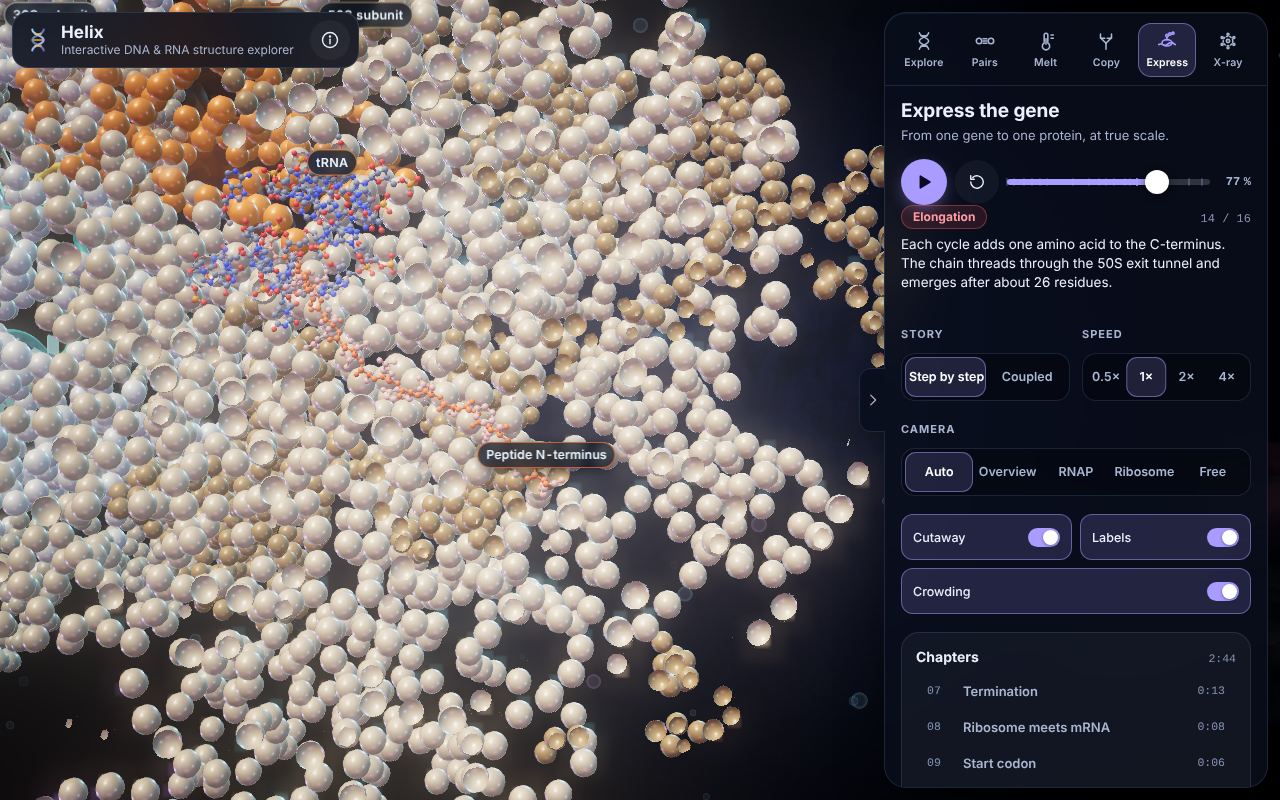 subunit
Helix
Interactive DNA & RNA structure explorer
tRNA
Peptide N-terminus
Explore
Pairs
Melt
Copy
Express
X-ray
Express the gene
From one gene to one protein, at true scale.
77 %
Elongation
14 / 16
Each cycle adds one amino acid to the C-terminus.
The chain threads through the 50S exit tunnel and
emerges after about 26 residues.
STORY
SPEED
Step by step
Coupled
0.5×
1×
2×
4×
CAMERA
Auto
Overview
RNAP
Ribosome
Free
Cutaway
Labels
Crowding
Chapters
2:44
07 Termination 0:13
08 Ribosome meets mRNA 0:08
09 Start codon 0:06